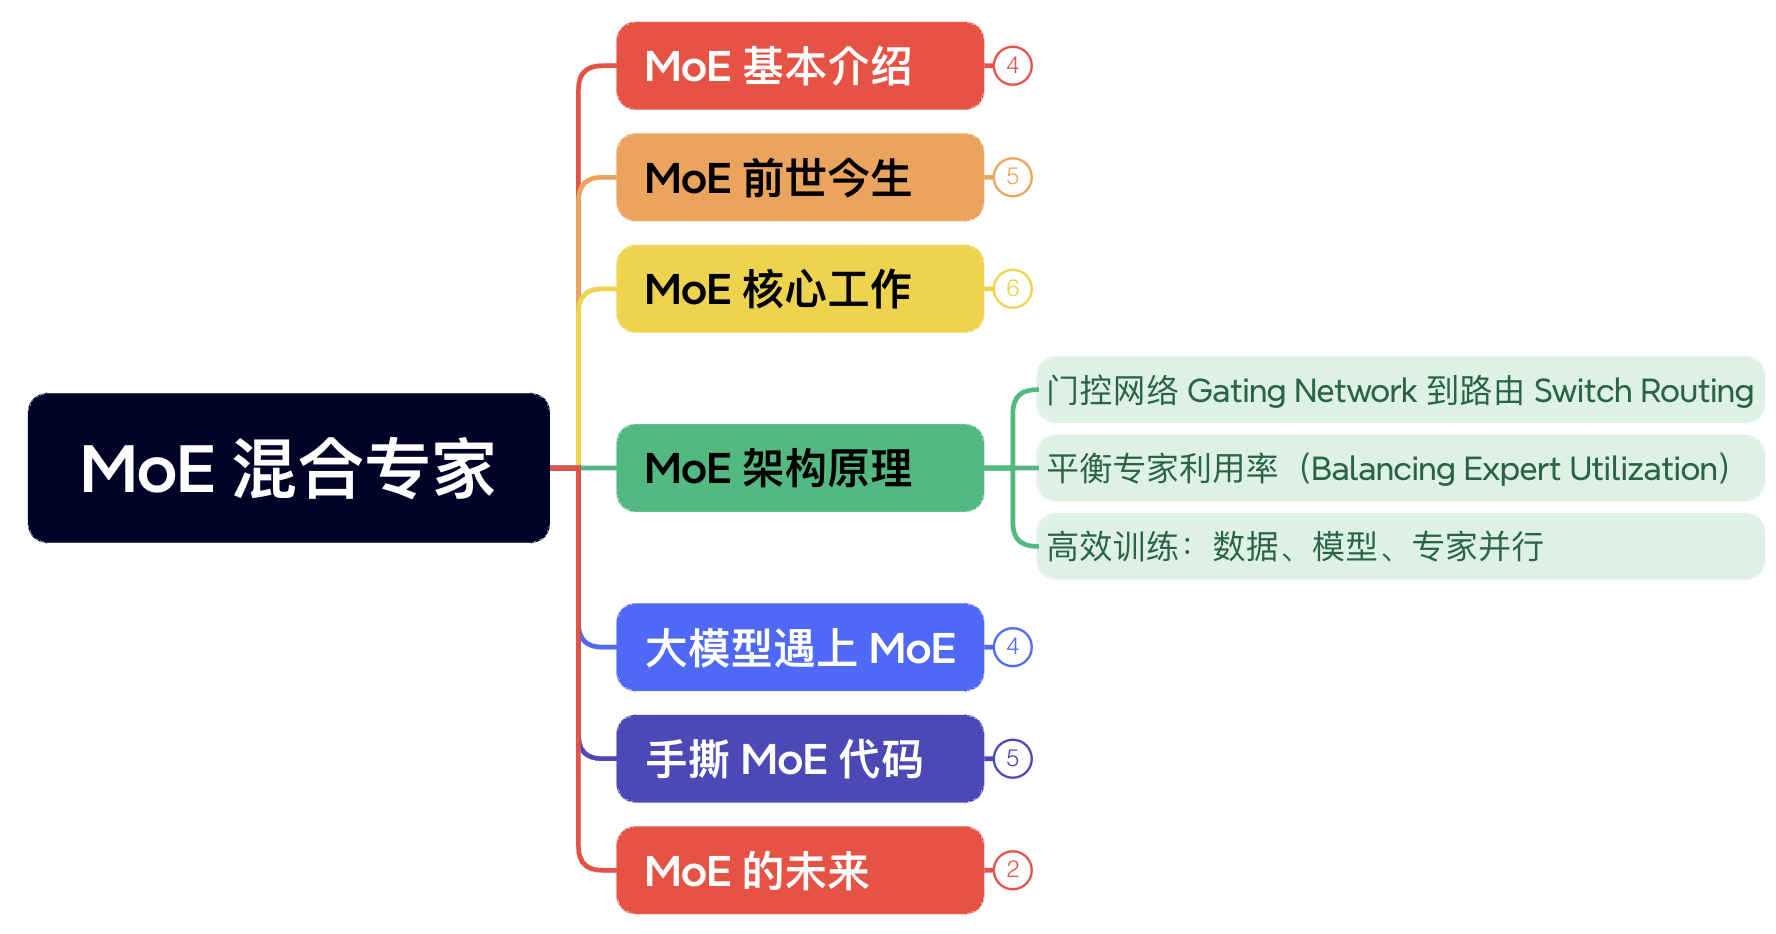 MoE 基本介绍
4
MoE 前世今生
5
MoE 核心工作
6
MoE 混合专家
MoE 架构原理
门控网络 Gating Network 到路由 Switch Routing
平衡专家利用率（Balancing Expert Utilization）
高效训练：数据、模型、专家并行
大模型遇上 MoE
4
手撕 MoE 代码
5
MoE 的未来
2